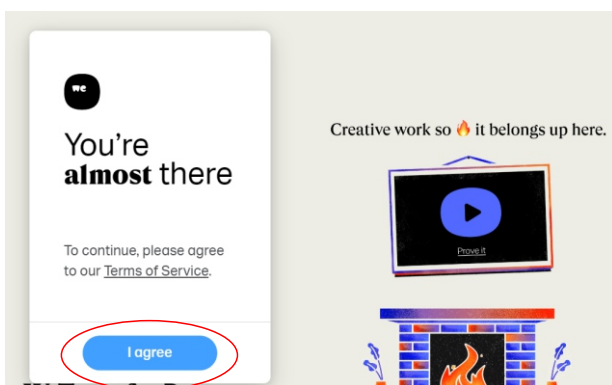 we
You're
almost there
To continue, please agree
to our Terms of Service.
I agree
Creative work so 🔥 it belongs up here.
Prove it